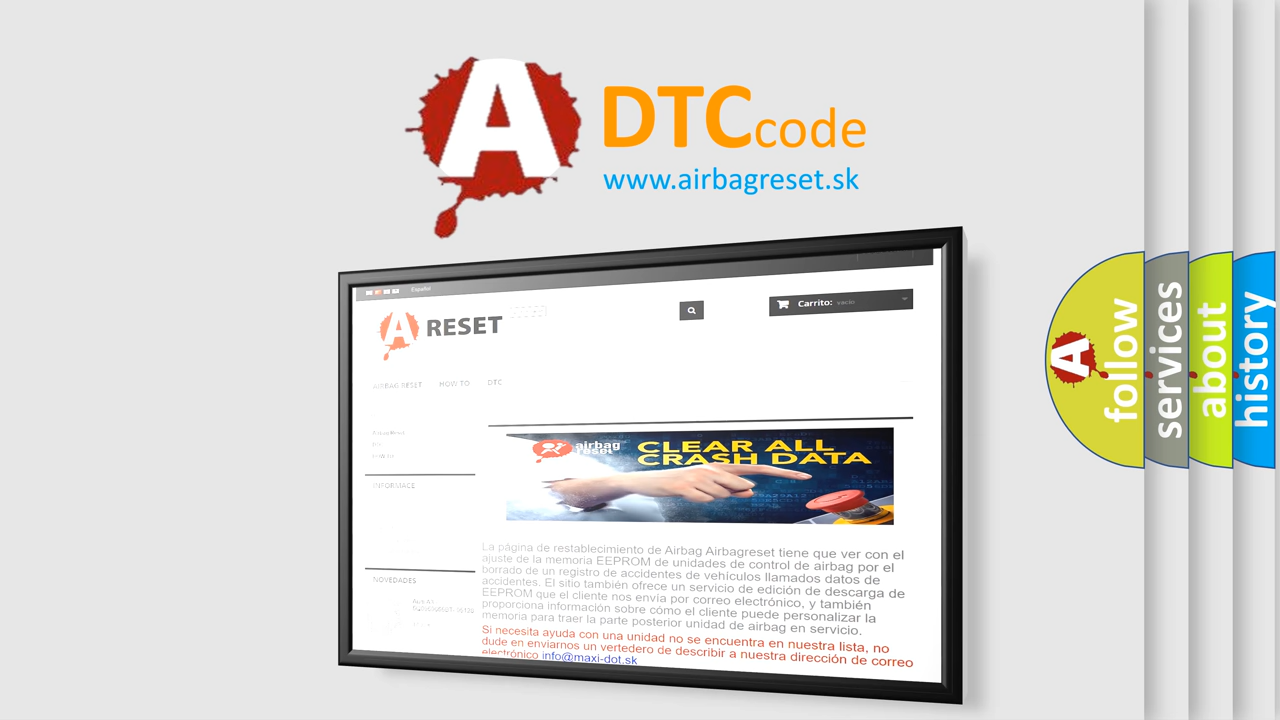 A DTCcode
www.airbagreset.sk
Español
A RESET
Carrito: vacío
AIRBAG RESET HOW TO DTC
Airbag Reset
INFORMACE
airbag
reset
CLEAR ALL
CRASH DATA
La página de restablecimiento de Airbag Airbagreset tiene que ver con el
ajuste de la memoria EEPROM de unidades de control de airbag por el
borrado de un registro de accidentes de vehículos llamados datos de
accidentes. El sitio también ofrece un servicio de edición de descarga de
EEPROM que el cliente nos envía por correo electrónico, y también
proporciona información sobre cómo el cliente puede personalizar la
memoria para traer la parte posterior unidad de airbag en servicio.
Si necesita ayuda con una unidad no se encuentra en nuestra lista, no
dude en enviarnos un vertedero de describir a nuestra dirección de correo
electrónico info@maxi-dot.sk
NOVEDADES
A follow
services
about
history